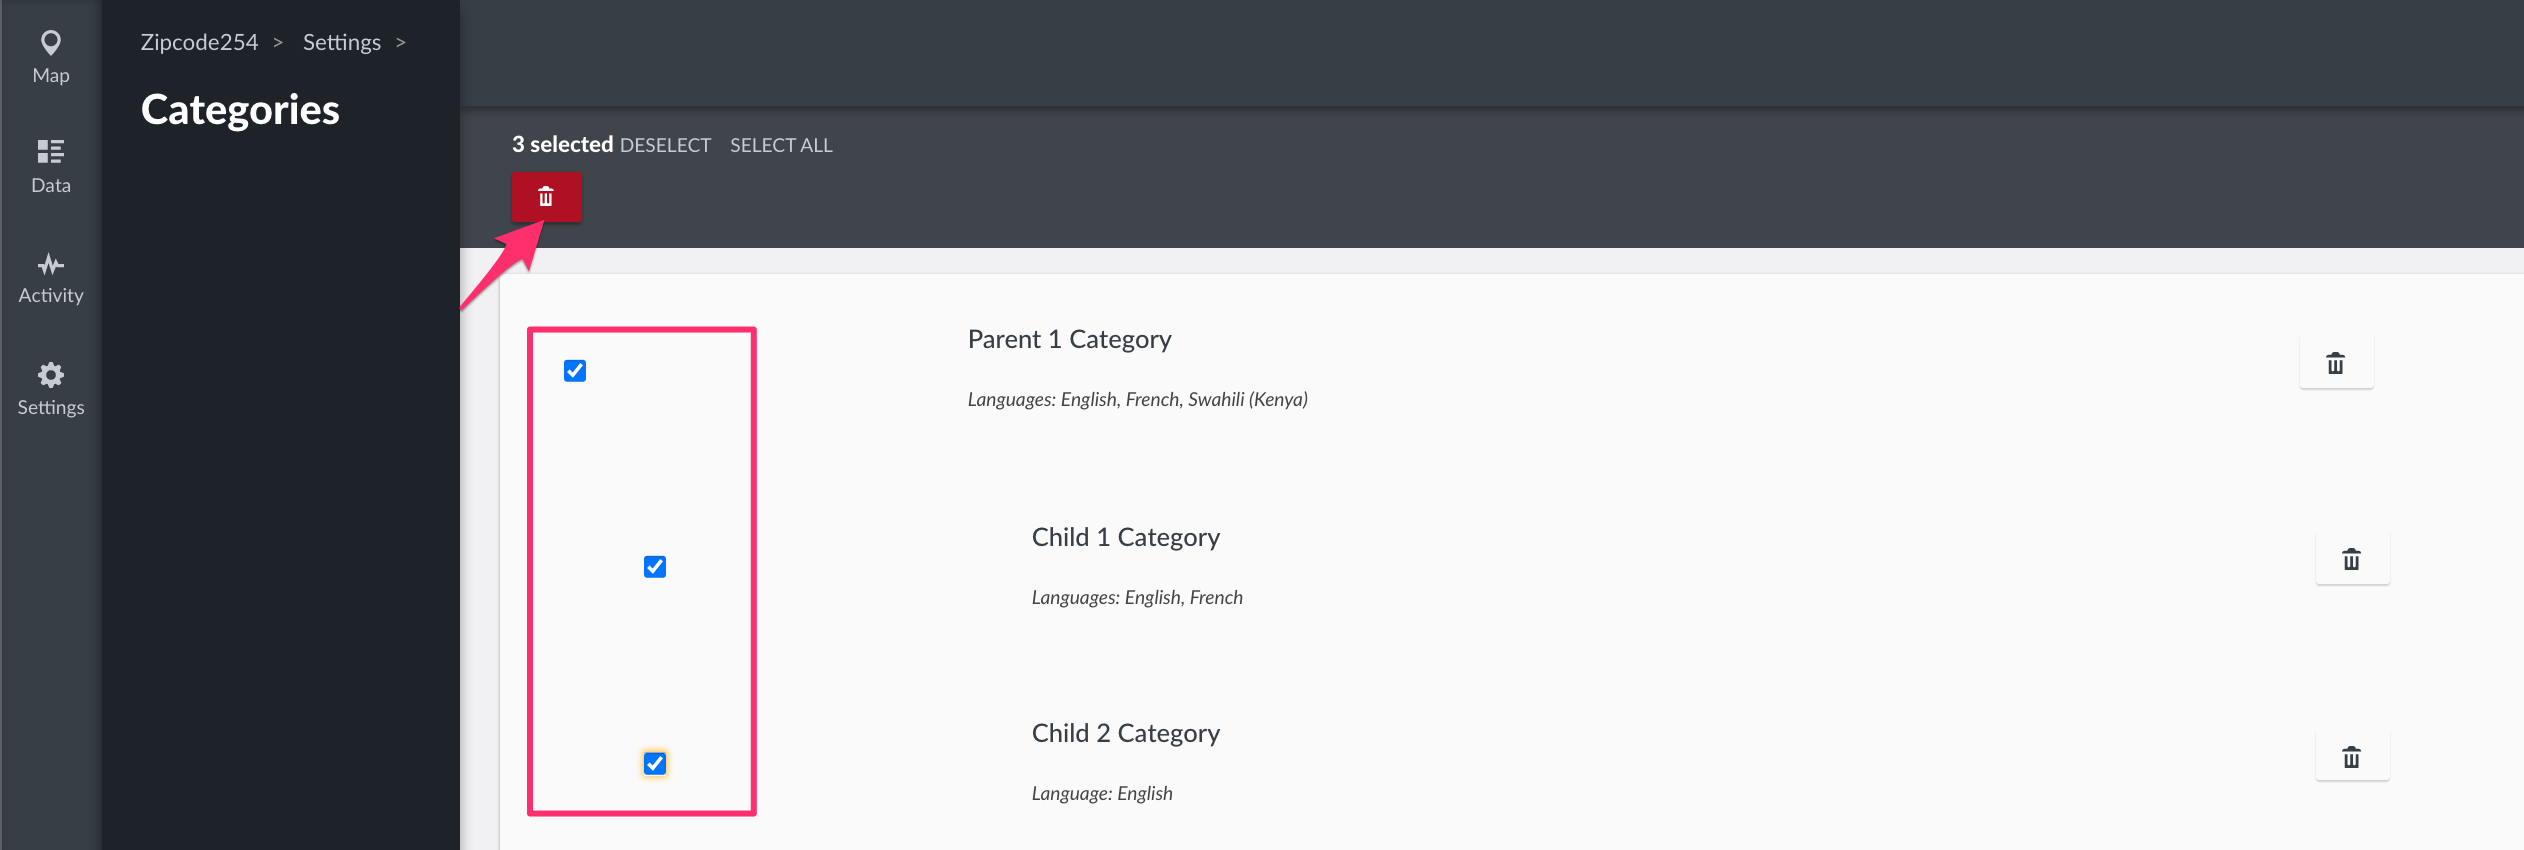 Map
Data
Activity
Settings
Zipcode254 > Settings >
Categories
3 selected DESELECT SELECT ALL
Parent 1 Category
Languages: English, French, Swahili (Kenya)
Child 1 Category
Languages: English, French
Child 2 Category
Language: English